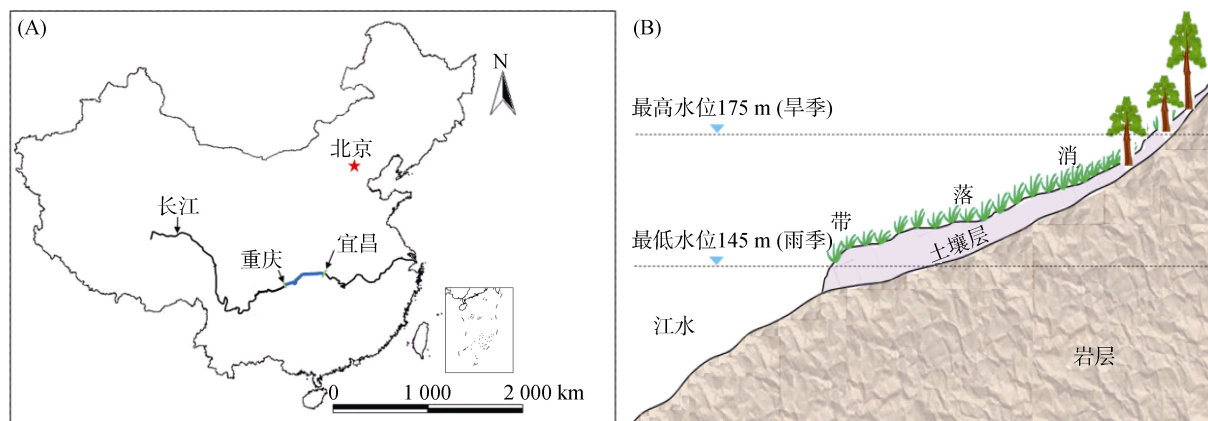 (A)
N
北京
长江
重庆
宜昌
0 1 000 2 000 km
(B)
最高水位175 m (旱季)
消
落
带
最低水位145 m (雨季)
土壤层
江水
岩层